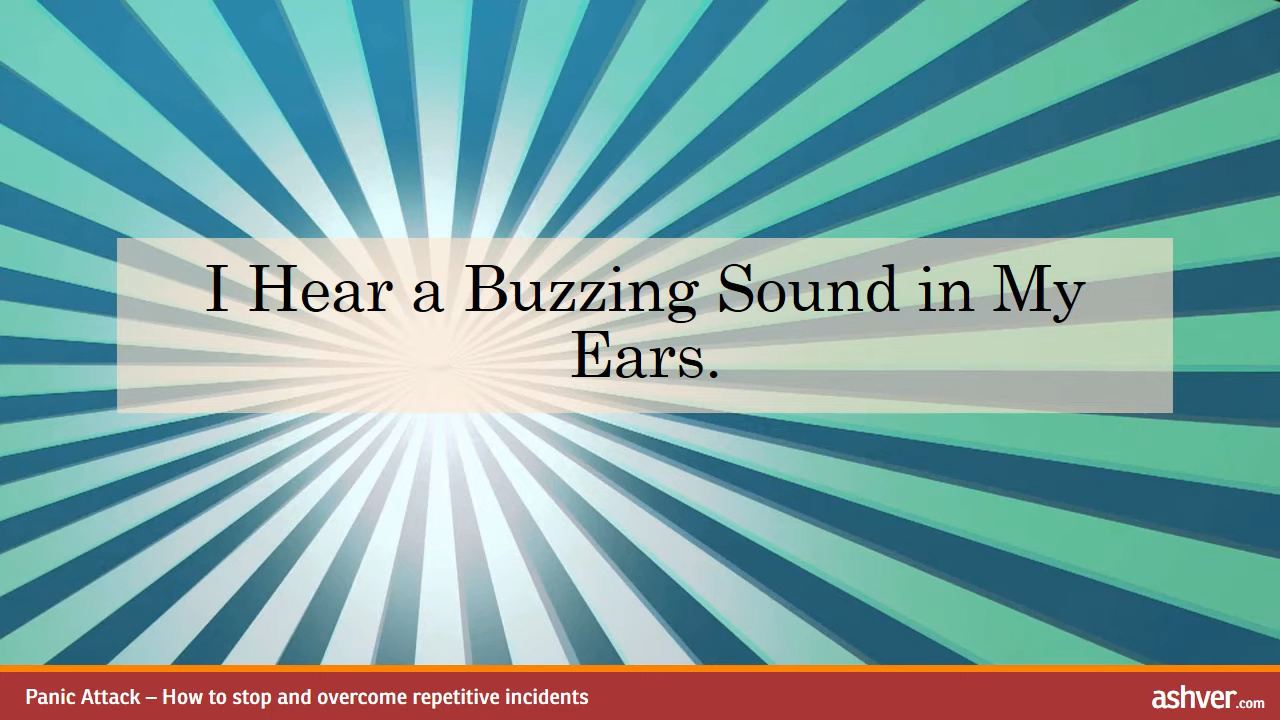 I Hear a Buzzing Sound in My
Ears.
Panic Attack – How to stop and overcome repetitive incidents
ashver.com